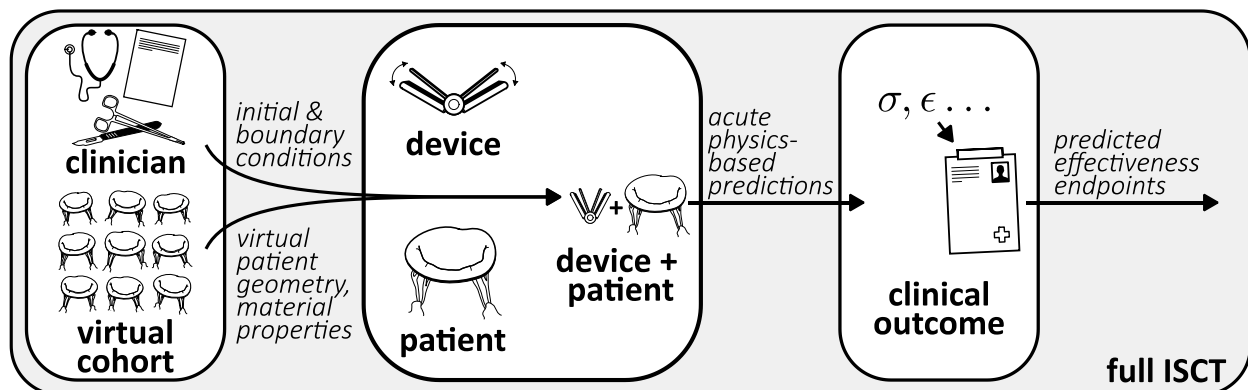 clinician
virtual
cohort
initial &
boundary
conditions
virtual
patient
geometry,
material
properties
device
patient
+
device +
patient
acute
physics-
based
predictions
σ, ϵ ...
clinical
outcome
predicted
effectiveness
endpoints
full ISCT